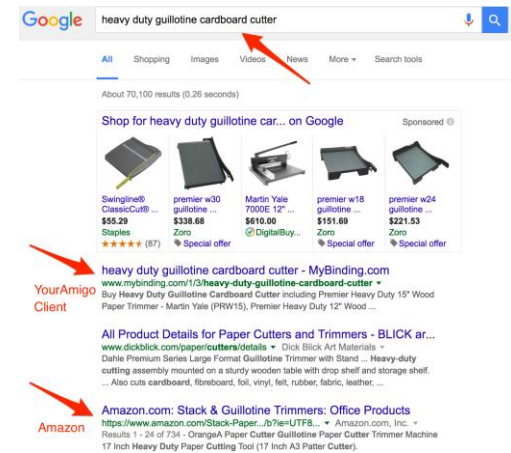 Google heavy duty guillotine cardboard cutter
All Shopping Images Videos News More Search tools
About 70,100 results (0.26 seconds)
Shop for heavy duty guillotine car... on Google Sponsored
Swingline® ClassicCut® ...
$55.29
Staples
(87)
premier w30 guillotine ...
$338.68
Zoro
Special offer
Martin Yale 7000E 12" ...
$610.00
DigitalBuy...
premier w18 guillotine ...
$151.69
Zoro
Special offer
premier w24 guillotine ...
$221.53
Zoro
Special offer
YourAmigo
Client
heavy duty guillotine cardboard cutter - MyBinding.com
www.mybinding.com/1/3/heavy-duty-guillotine-cardboard-cutter
Buy Heavy Duty Guillotine Cardboard Cutter including Premier Heavy Duty 15" Wood
Paper Trimmer - Martin Yale (PRW15), Premier Heavy Duty 12" Wood ...
All Product Details for Paper Cutters and Trimmers - BLICK ar...
www.dickblick.com/paper/cutters/details Dick Blick Art Materials
Dahle Premium Series Large Format Guillotine Trimmer with Stand ... Heavy-duty
cutting assembly mounted on a sturdy wooden table with drop shelf and storage shelf.
... Also cuts cardboard, fibreboard, foil, vinyl, felt, rubber, fabric, leather, ...
Amazon
Amazon.com: Stack & Guillotine Trimmers: Office Products
https://www.amazon.com/Stack-Paper.../b?ie=UTF8... Amazon.com, Inc.
Results 1 - 24 of 734 - OrangeA Paper Cutter Guillotine Paper Cutter Trimmer Machine
17 Inch Heavy Duty Paper Cutting Tool (17 Inch A3 Patter Cutter).